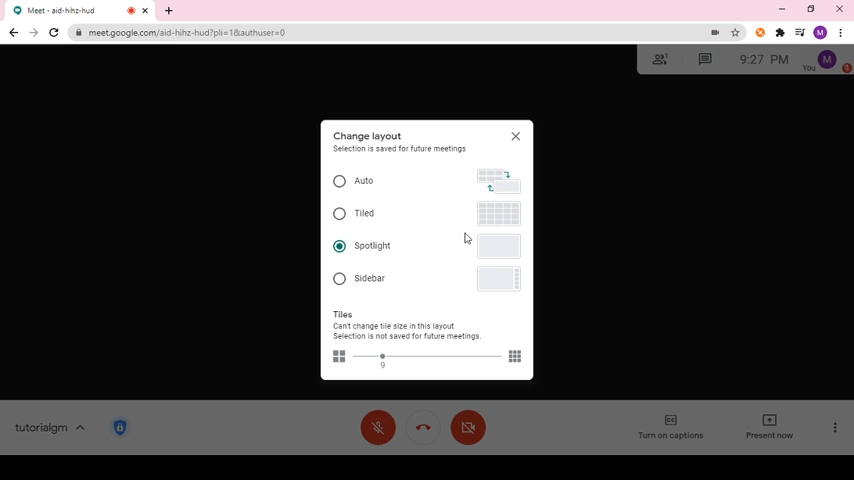 Meet - aid-hihz-hud
meet.google.com/aid-hihz-hud?pli=1&authuser=0
M
1
9:27 PM
You
M
Change layout
Selection is saved for future meetings
Auto
Tiled
Spotlight
Sidebar
Tiles
Can't change tile size in this layout
Selection is not saved for future meetings.
9
tutorialgm
Turn on captions
Present now